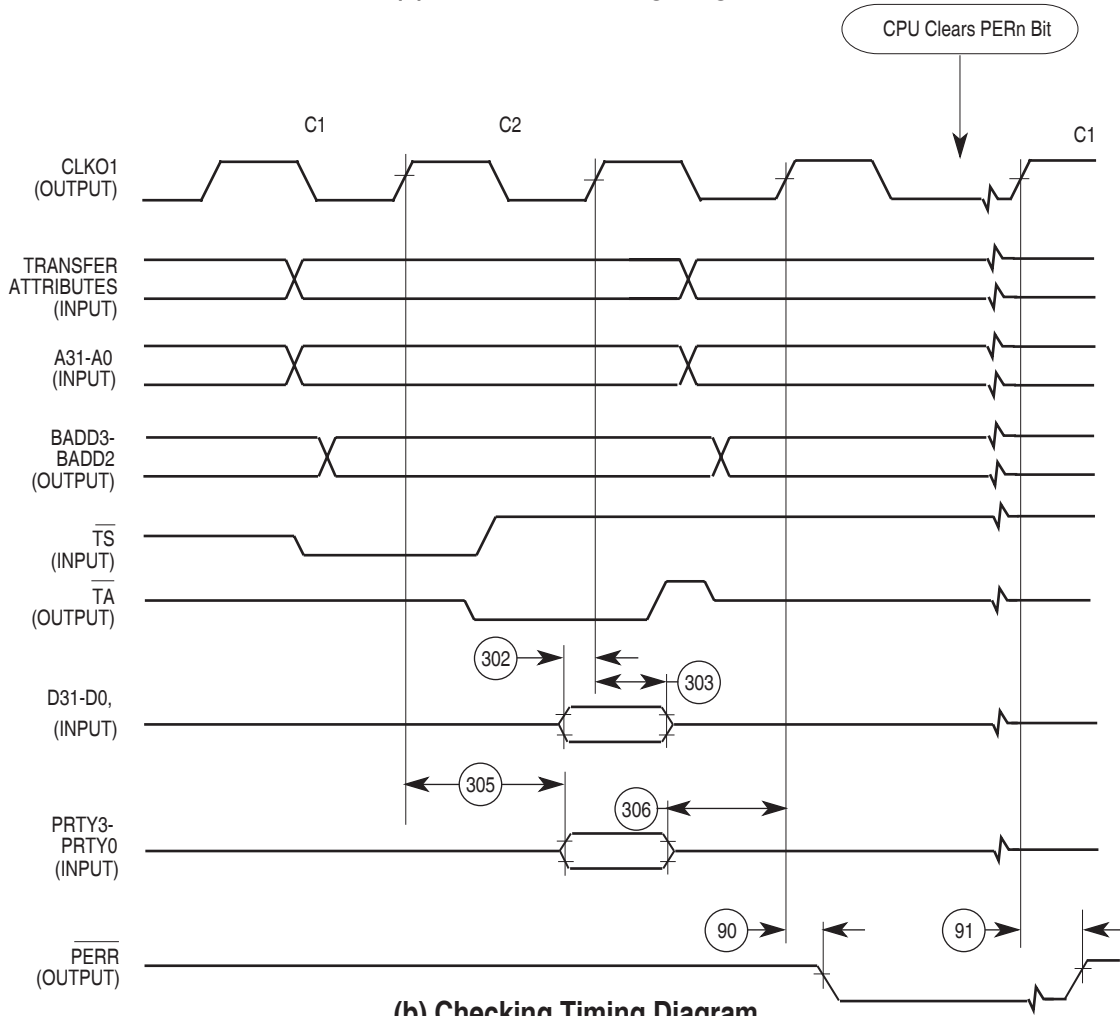 CPU Clears PERn Bit
C1
C2
C1
CLKO1
(OUTPUT)
TRANSFER
ATTRIBUTES
(INPUT)
A31-A0
(INPUT)
BADD3-
BADD2
(OUTPUT)
TS
(INPUT)
TA
(OUTPUT)
302
303
D31-D0,
(INPUT)
305
306
PRTY3-
PRTY0
(INPUT)
90
91
PERR
(OUTPUT)
(b) Checking Timing Diagram